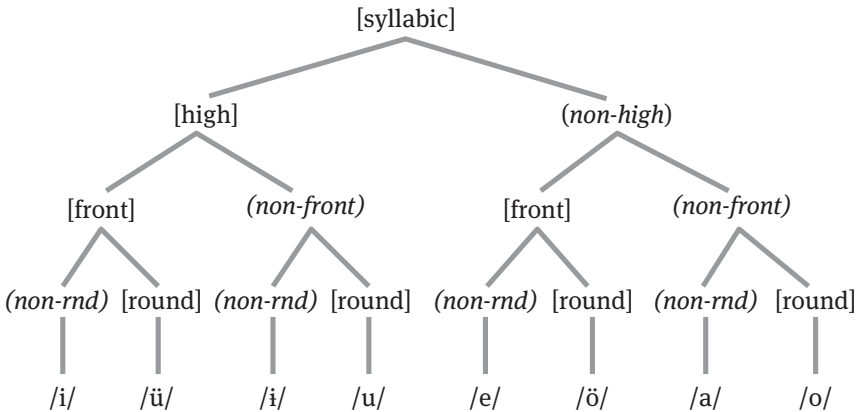 [syllabic]
[high] (non-high)
[front] (non-front) [front] (non-front)
(non-rnd) [round] (non-rnd) [round] (non-rnd) [round] (non-rnd) [round]
/i/ /ü/ /ɨ/ /u/ /e/ /ö/ /a/ /o/